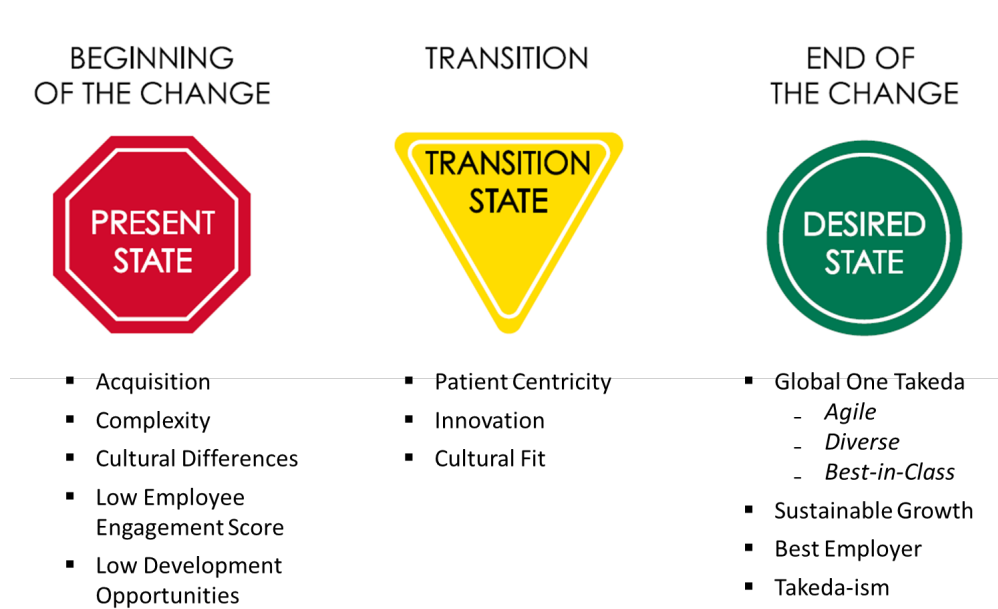 BEGINNING
OF THE CHANGE
PRESENT
STATE
▪ Acquisition
▪ Complexity
▪ Cultural Differences
▪ Low Employee
Engagement Score
▪ Low Development
Opportunities
TRANSITION
TRANSITION
STATE
▪ Patient Centricity
▪ Innovation
▪ Cultural Fit
END OF
THE CHANGE
DESIRED
STATE
▪ Global One Takeda
– Agile
– Diverse
– Best-in-Class
▪ Sustainable Growth
▪ Best Employer
▪ Takeda-ism